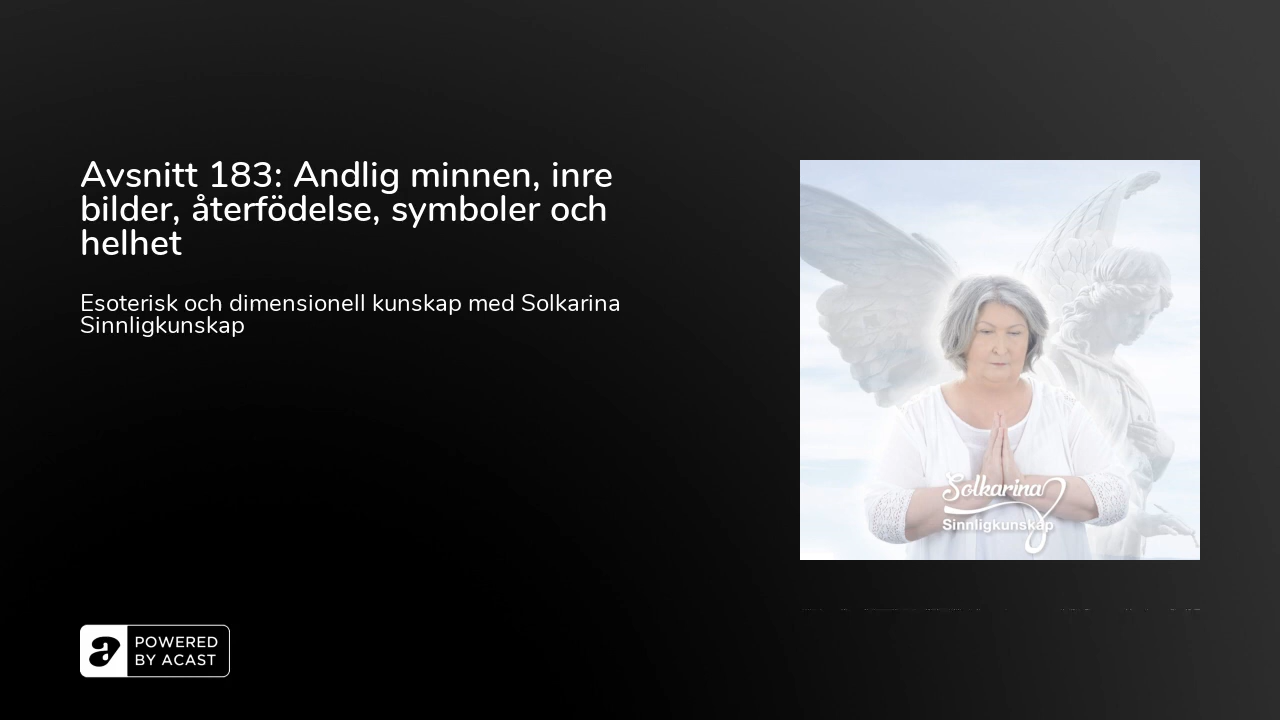 Avsnitt 183: Andlig minnen, inre
bilder, återfödelse, symboler och
helhet
Esoterisk och dimensionell kunskap med Solkarina
Sinnligkunskap
Solkarina
Sinnligkunskap
POWERED
BY ACAST